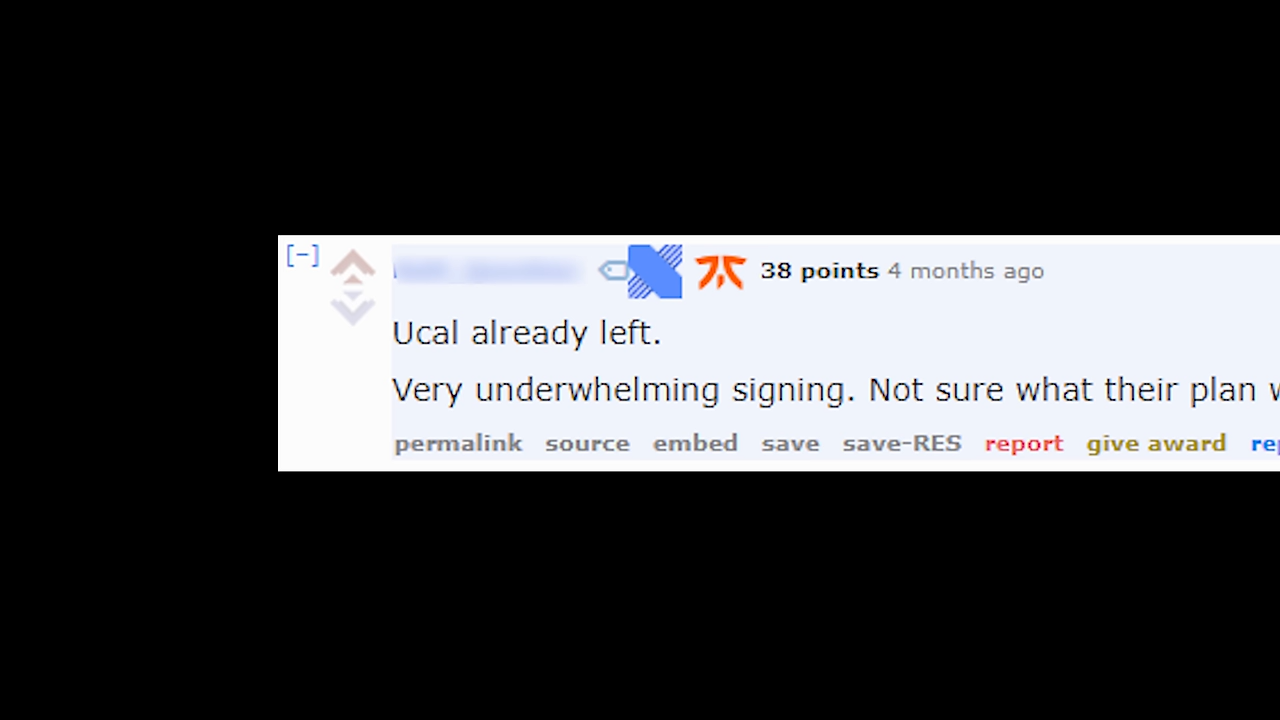 [−] 38 points 4 months ago
Ucal already left.
Very underwhelming signing. Not sure what their plan
permalink source embed save save-RES report give award